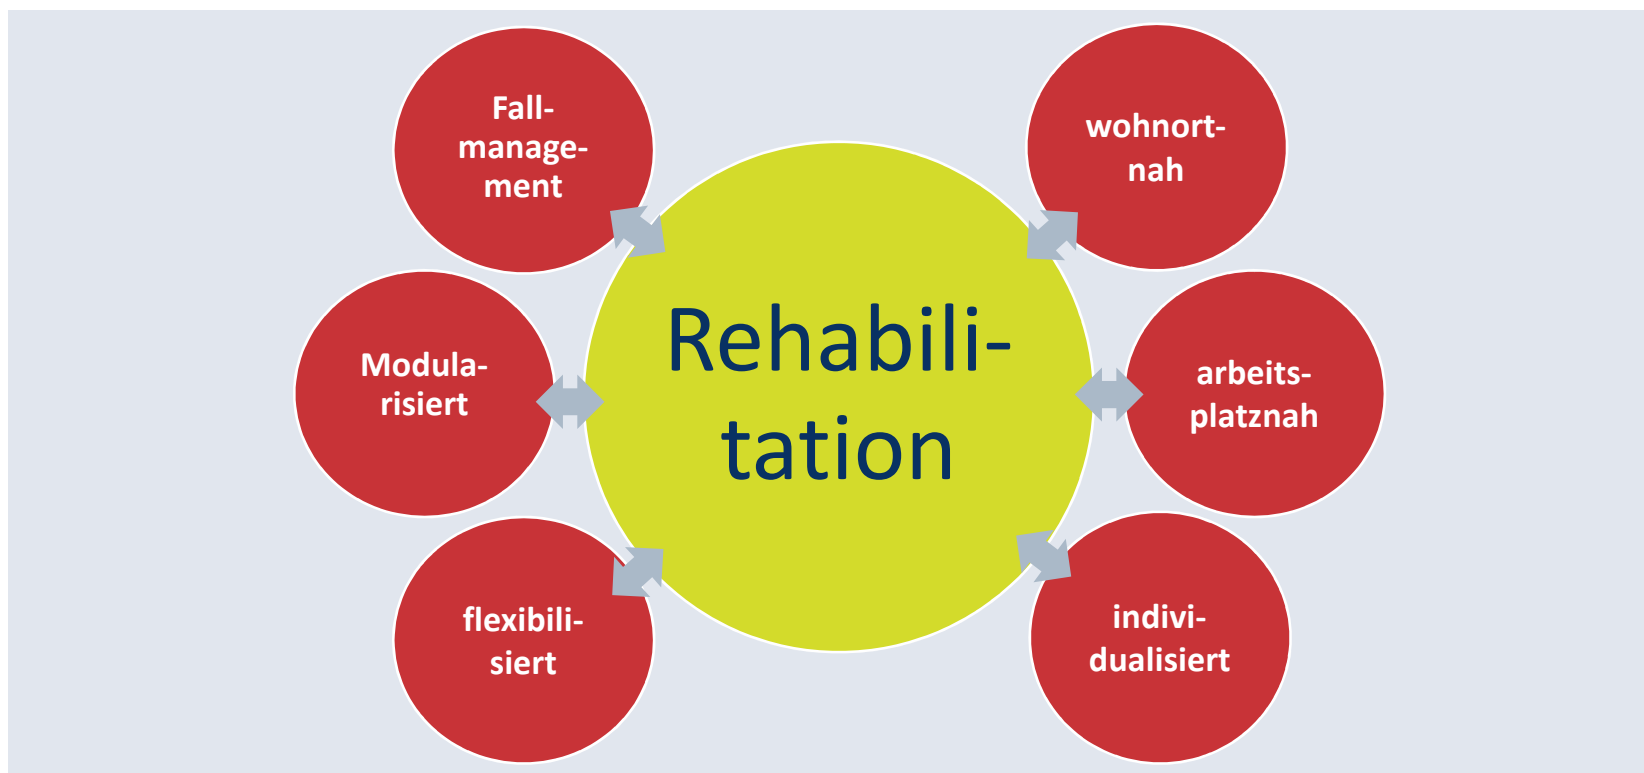 Fall-
manage-
ment
wohnort-
nah
Modula-
risiert
Rehabili-
tation
arbeits-
platznah
flexibili-
siert
indivi-
dualisiert